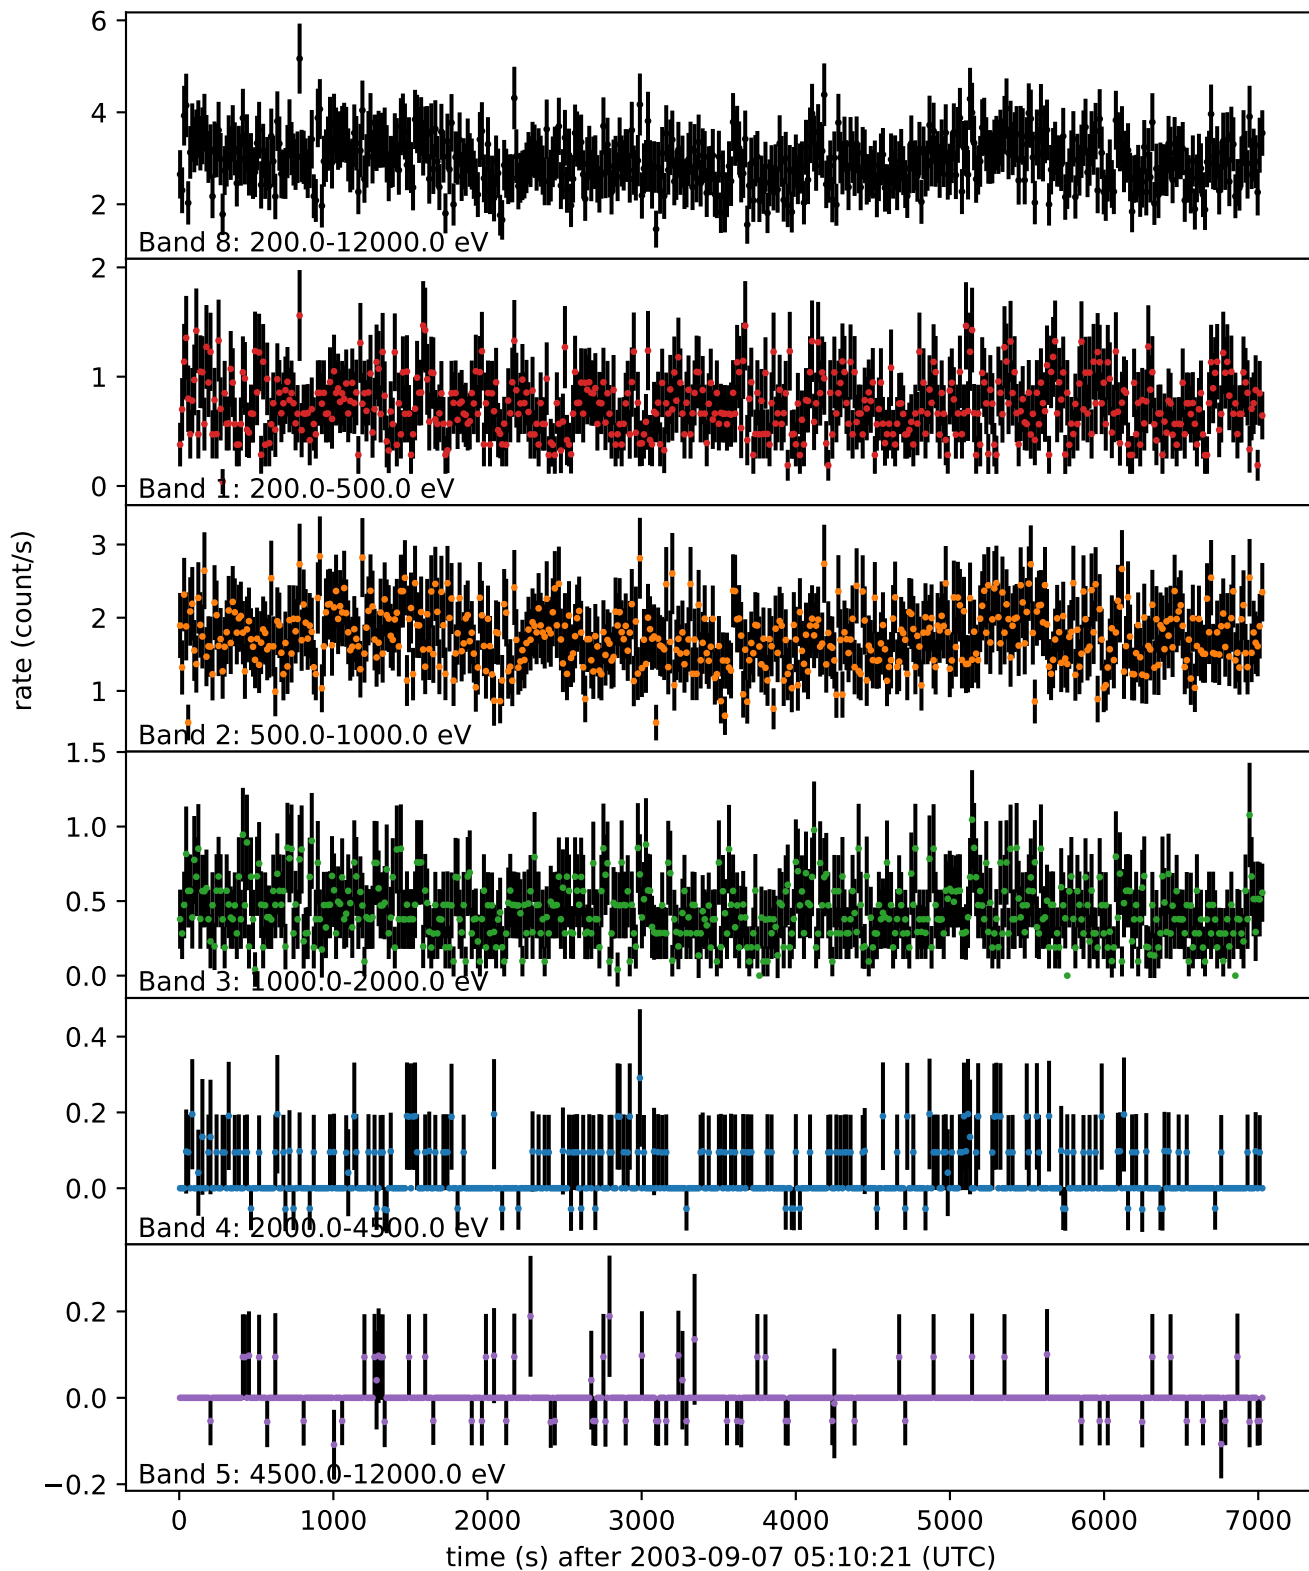 6
4
2
Band 8: 200.0-12000.0 eV
2
1
0
Band 1: 200.0-500.0 eV
rate (count/s)
3
2
1
Band 2: 500.0-1000.0 eV
1.5
1.0
0.5
0.0
Band 3: 1000.0-2000.0 eV
0.4
0.2
0.0
Band 4: 2000.0-4500.0 eV
0.2
0.0
−0.2
Band 5: 4500.0-12000.0 eV
0 1000 2000 3000 4000 5000 6000 7000
time (s) after 2003-09-07 05:10:21 (UTC)